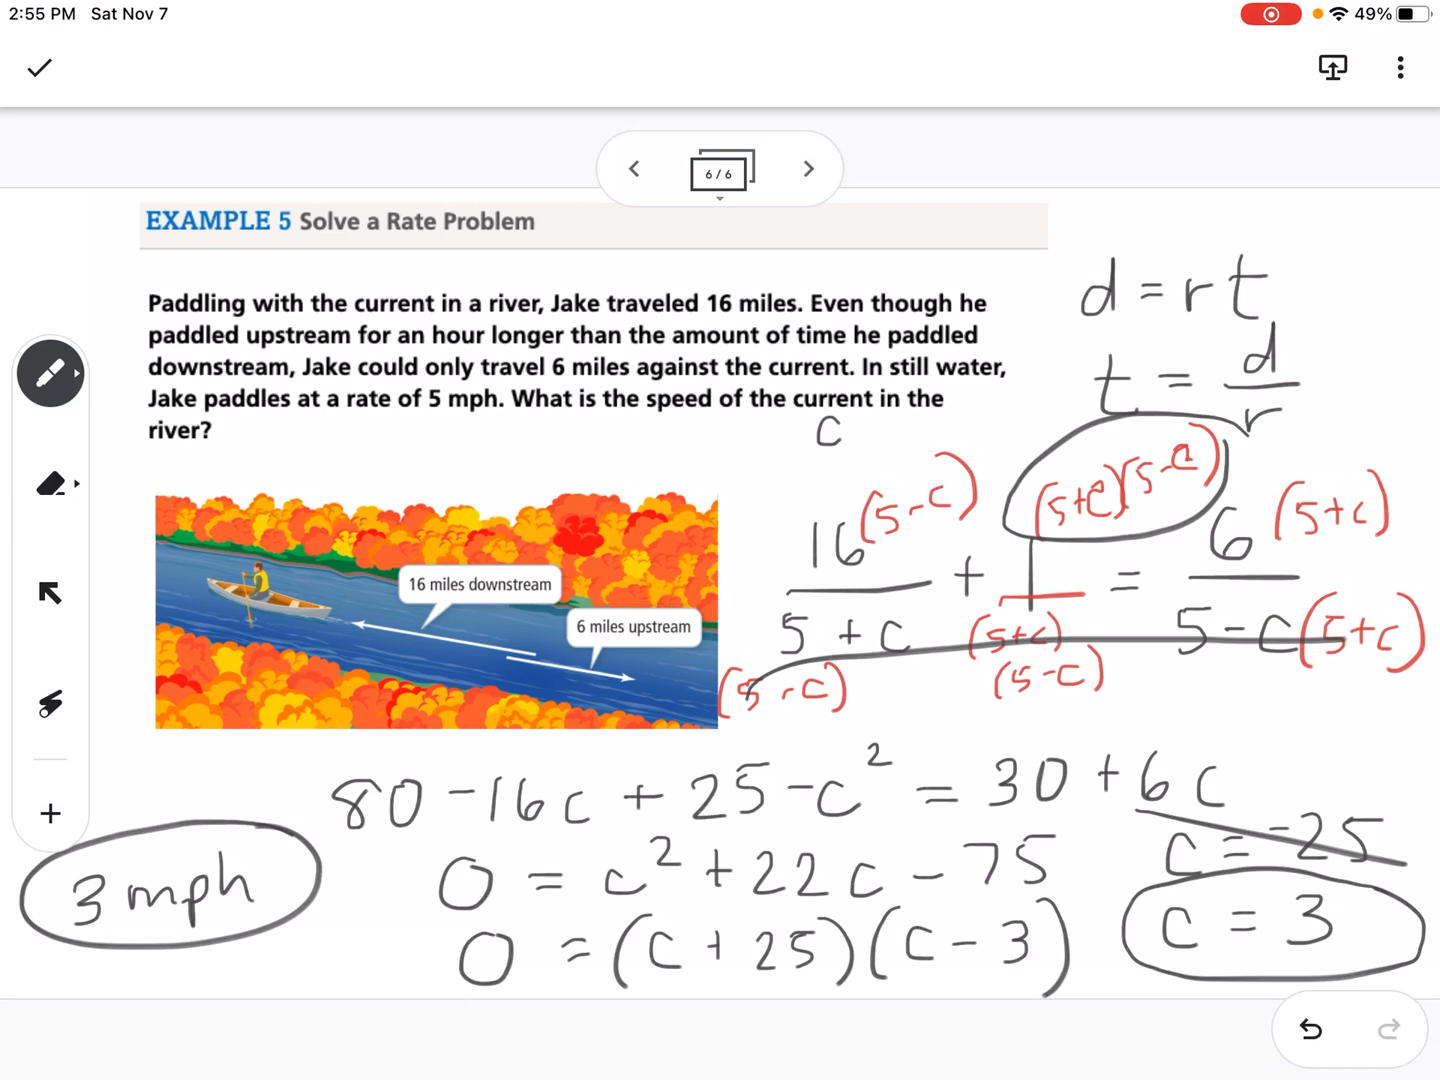 2:55 PM Sat Nov 7
49%
6 / 6
EXAMPLE 5 Solve a Rate Problem
Paddling with the current in a river, Jake traveled 16 miles. Even though he
paddled upstream for an hour longer than the amount of time he paddled
downstream, Jake could only travel 6 miles against the current. In still water,
Jake paddles at a rate of 5 mph. What is the speed of the current in the
river?
c
d = rt
t = d/r
16(5-c) + 1(5+c)(5-c) = 6(5+c)
5 + c (5+c) 5-c(5+c)
(5-c) (5-c)
16 miles downstream
6 miles upstream
80 - 16c + 25 - c² = 30 + 6c
0 = c² + 22c - 75
c = -25
0 = (c + 25)(c - 3)
c = 3
3 mph